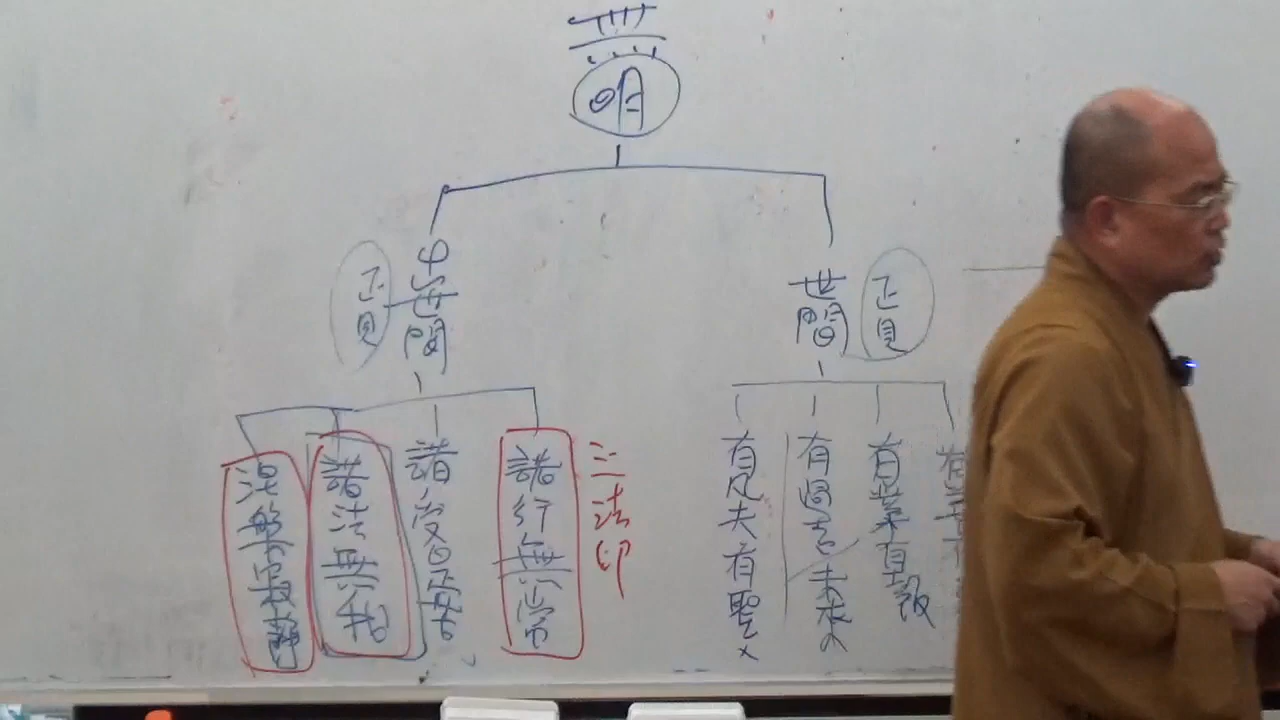 無
明
世間
正見
出世間
正見
有業有報
有過去未來
有凡夫有聖人
三法印
諸行無常
諸受是苦
諸法無我
涅槃寂靜